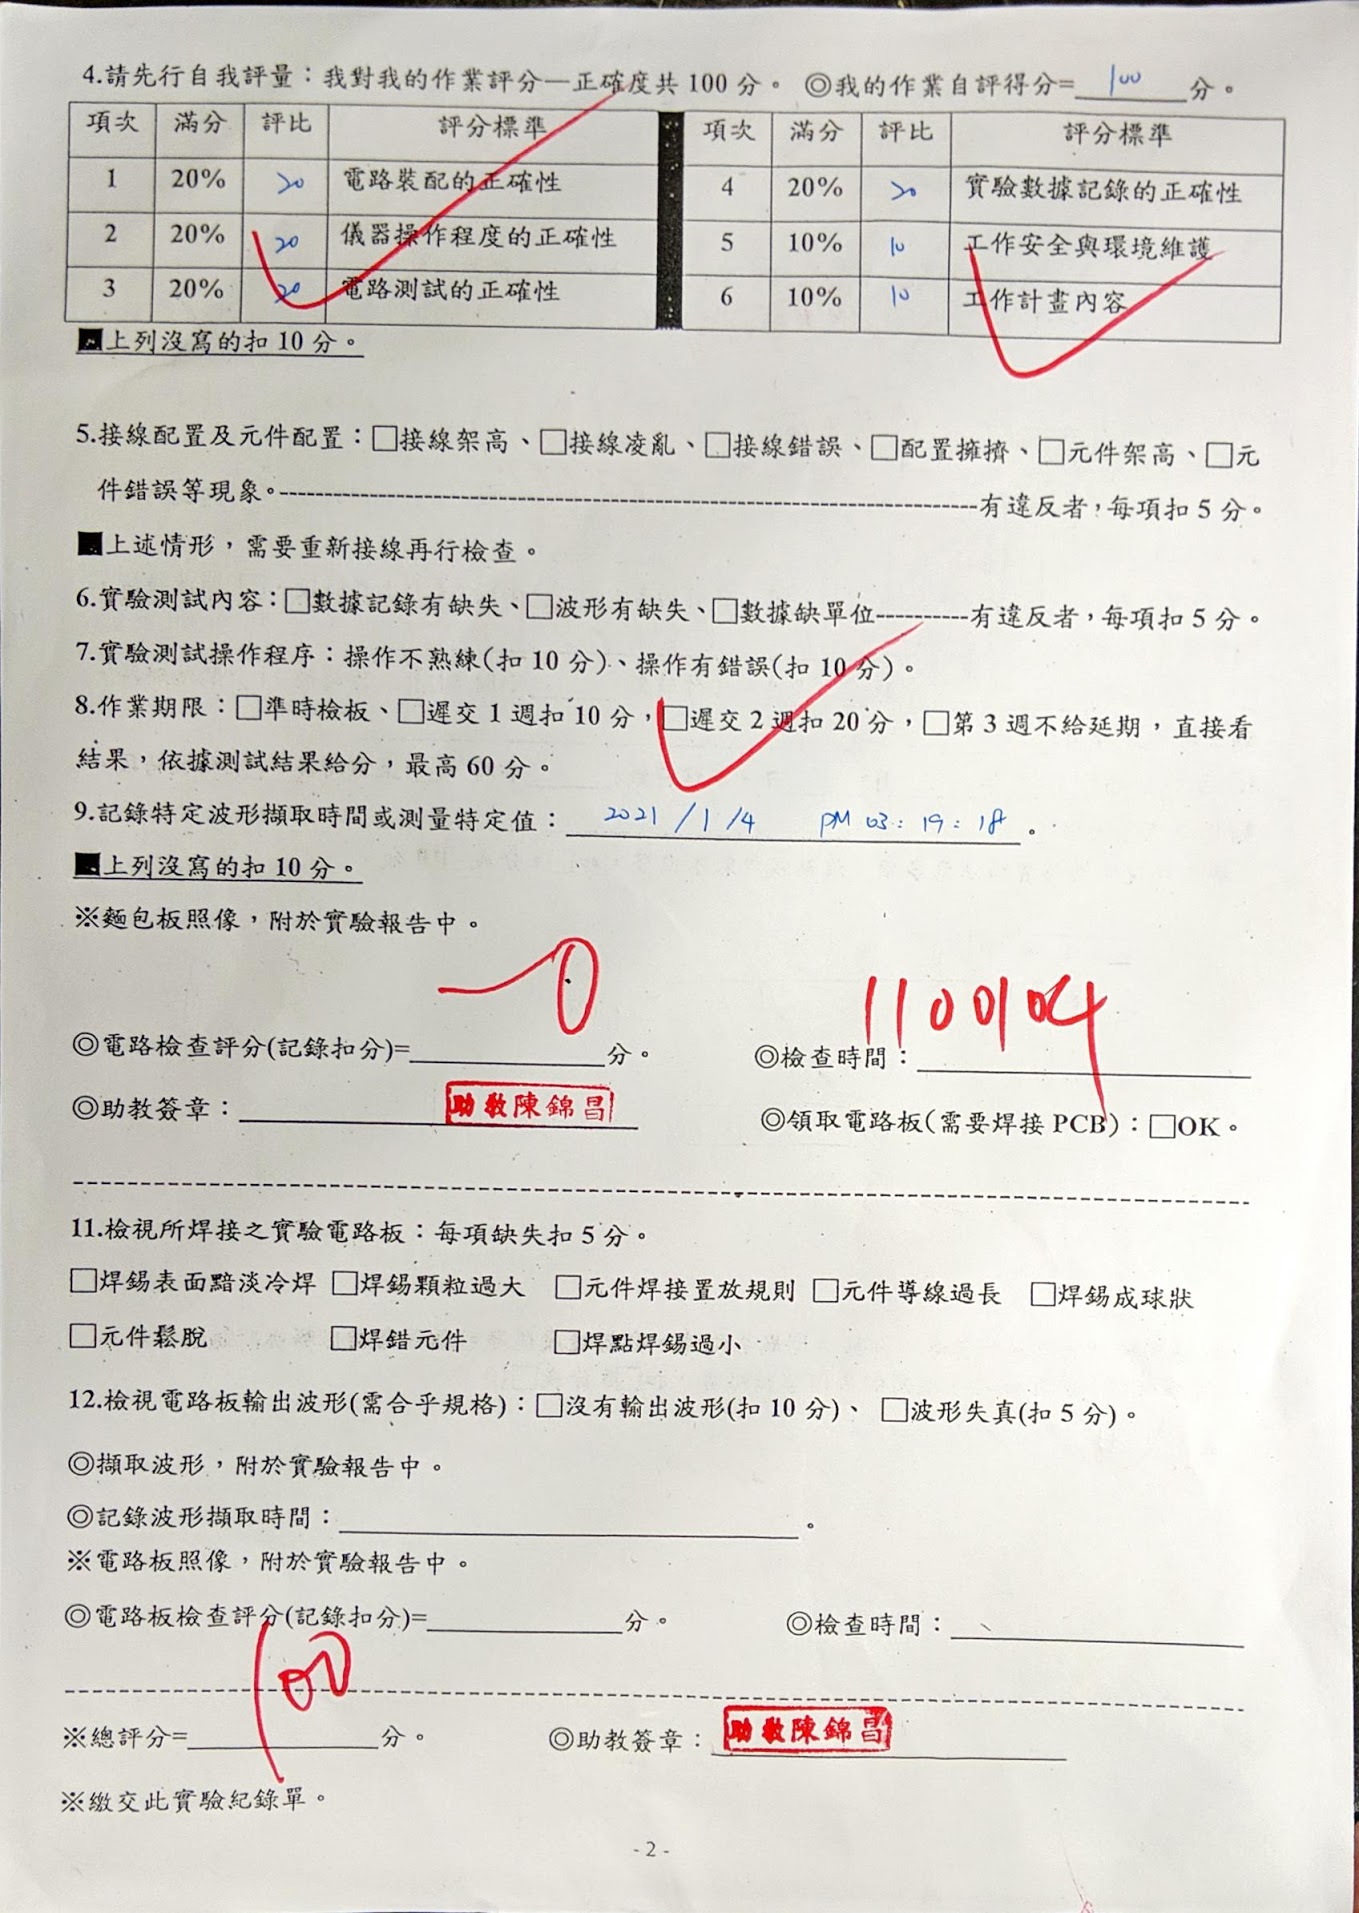 4.請先行自我評量：我對我的作業評分—正確度共 100 分。 ◎我的作業自評得分=100 分。
項次 滿分 評比 評分標準 項次 滿分 評比 評分標準
1 20% 20 電路裝配的正確性 4 20% 20 實驗數據記錄的正確性
2 20% 20 儀器操作程度的正確性 5 10% 10 工作安全與環境維護
3 20% 20 電路測試的正確性 6 10% 10 工作計畫內容
■上列沒寫的扣 10 分。
5.接線配置及元件配置：□接線架高、□接線凌亂、□接線錯誤、□配置擁擠、□元件架高、□元
件錯誤等現象。------------------------------------------------------------有違反者，每項扣 5 分。
■上述情形，需要重新接線再行檢查。
6.實驗測試內容：□數據記錄有缺失、□波形有缺失、□數據缺單位----------有違反者，每項扣 5 分。
7.實驗測試操作程序：操作不熟練(扣 10 分)、操作有錯誤(扣 10 分)。
8.作業期限：□準時檢板、□遲交 1 週扣 10 分，□遲交 2 週扣 20 分，□第 3 週不給延期，直接看
結果，依據測試結果給分，最高 60 分。
9.記錄特定波形擷取時間或測量特定值：2021/1/4 PM 03:19:18。
■上列沒寫的扣 10 分。
※麵包板照像，附於實驗報告中。
◎電路檢查評分(記錄扣分)=-0 分。 ◎檢查時間：110104
◎助教簽章：助教陳錦昌 ◎領取電路板(需要焊接 PCB)：□OK。
11.檢視所焊接之實驗電路板：每項缺失扣 5 分。
□焊錫表面黯淡冷焊 □焊錫顆粒過大 □元件焊接置放規則 □元件導線過長 □焊錫成球狀
□元件鬆脫 □焊錯元件 □焊點焊錫過小
12.檢視電路板輸出波形(需合乎規格)：□沒有輸出波形(扣 10 分)、 □波形失真(扣 5 分)。
◎擷取波形，附於實驗報告中。
◎記錄波形擷取時間：____________。
※電路板照像，附於實驗報告中。
◎電路板檢查評分(記錄扣分)=____________分。 ◎檢查時間：____________
※總評分=100 分。 ◎助教簽章：助教陳錦昌
※繳交此實驗紀錄單。
- 2 -